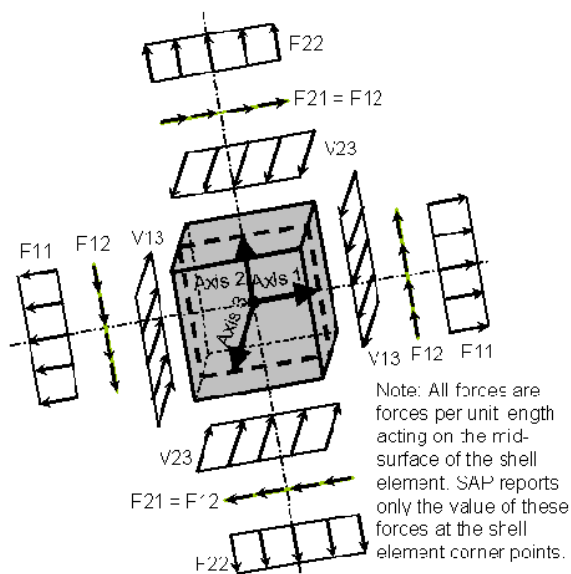 F22
F21 = F12
V23
F11
F12
V13
Axis 2
Axis 1
Axis 3
V13
F12
F11
V23
F21 = F12
F22
Note: All forces are
forces per unit length
acting on the mid-
surface of the shell
element. SAP reports
only the value of these
forces at the shell
element corner points.